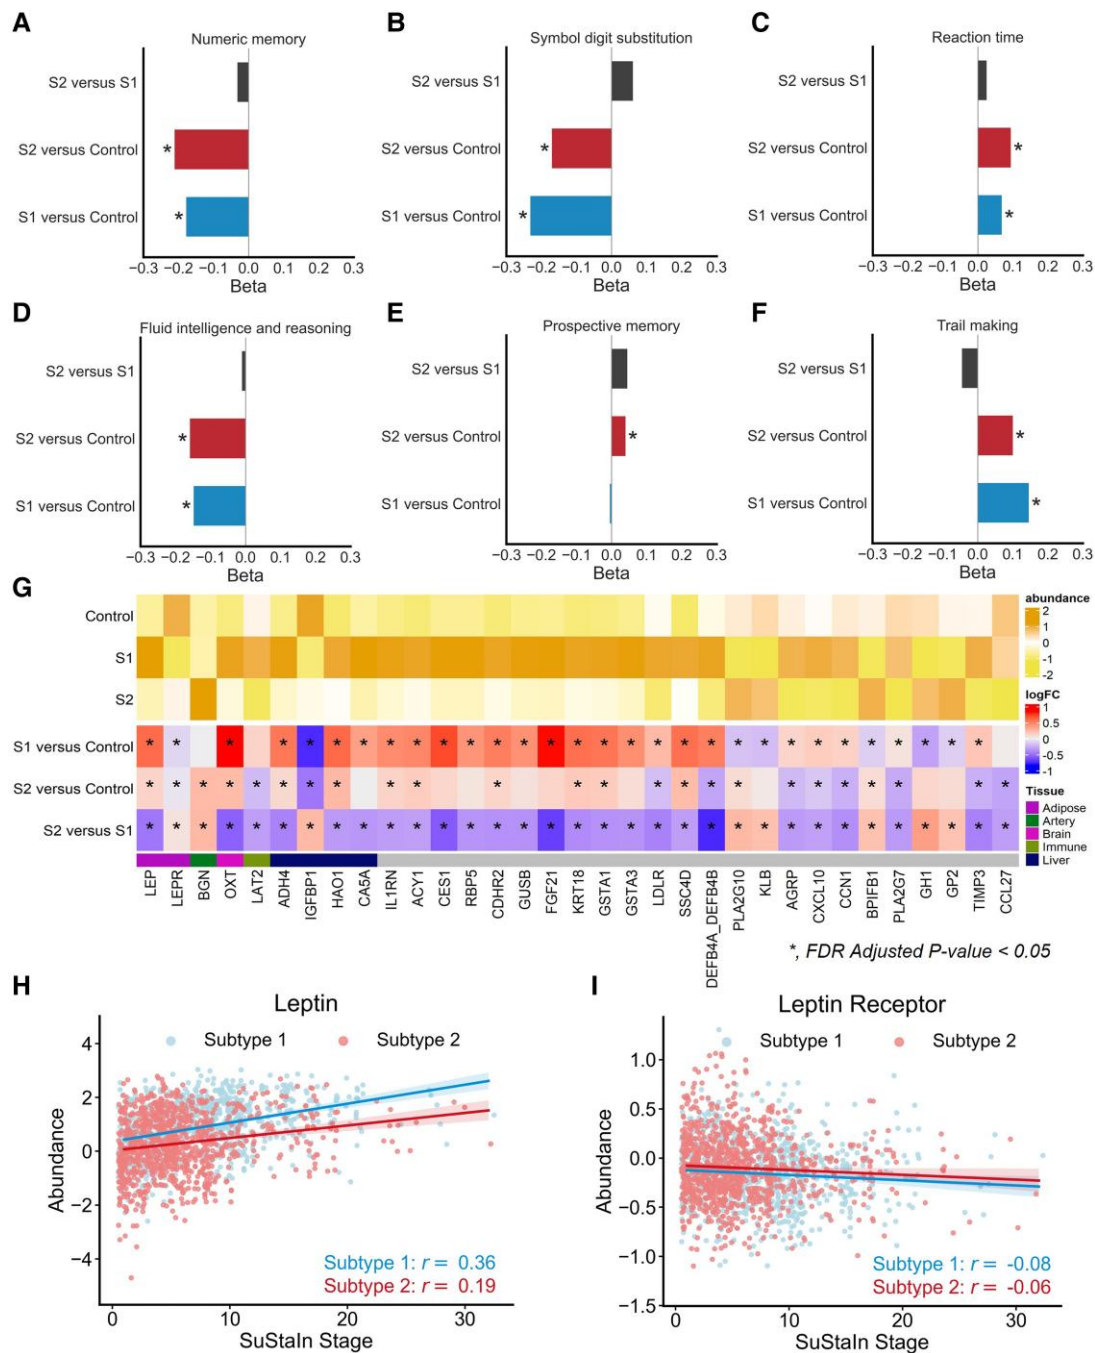 A
Numeric memory
S2 versus S1
S2 versus Control
*
S1 versus Control
*
−0.3 −0.2 −0.1 0.0 0.1 0.2 0.3
Beta
B
Symbol digit substitution
S2 versus S1
S2 versus Control
*
S1 versus Control
*
−0.3 −0.2 −0.1 0.0 0.1 0.2 0.3
Beta
C
Reaction time
S2 versus S1
S2 versus Control
*
S1 versus Control
*
−0.3 −0.2 −0.1 0.0 0.1 0.2 0.3
Beta
D
Fluid intelligence and reasoning
S2 versus S1
S2 versus Control
*
S1 versus Control
*
−0.3 −0.2 −0.1 0.0 0.1 0.2 0.3
Beta
E
Prospective memory
S2 versus S1
S2 versus Control
*
S1 versus Control
−0.3 −0.2 −0.1 0.0 0.1 0.2 0.3
Beta
F
Trail making
S2 versus S1
S2 versus Control
*
S1 versus Control
*
−0.3 −0.2 −0.1 0.0 0.1 0.2 0.3
Beta
G
Control
S1
S2
S1 versus Control
* * * * * * * * * * * * * * * * * * * * * * * * * * * * * *
S2 versus Control
* * * * * * * * * * * * * * * * * * * * * * * * *
S2 versus S1
* * * * * * * * * * * * * * * * * * * * * * * * * * * * * * * * *
LEP
LEPR
BGN
OXT
LAT2
ADH4
IGFBP1
HAO1
CA5A
IL1RN
ACY1
CES1
RBP5
CDHR2
GUSB
FGF21
KRT18
GSTA1
GSTA3
LDLR
SSC4D
DEFB4A_DEFB4B
PLA2G10
KLB
AGRP
CXCL10
CCN1
BPIFB1
PLA2G7
GH1
GP2
TIMP3
CCL27
abundance
2
1
0
-1
-2
logFC
1
0.5
0
-0.5
-1
Tissue
Adipose
Artery
Brain
Immune
Liver
*, FDR Adjusted P-value < 0.05
H
Leptin
Subtype 1
Subtype 2
Abundance
4
2
0
−2
−4
Subtype 1: r = 0.36
Subtype 2: r = 0.19
0 10 20 30
SuStaIn Stage
I
Leptin Receptor
Subtype 1
Subtype 2
Abundance
1.0
0.5
0.0
−0.5
−1.0
−1.5
Subtype 1: r = -0.08
Subtype 2: r = -0.06
0 10 20 30
SuStaIn Stage